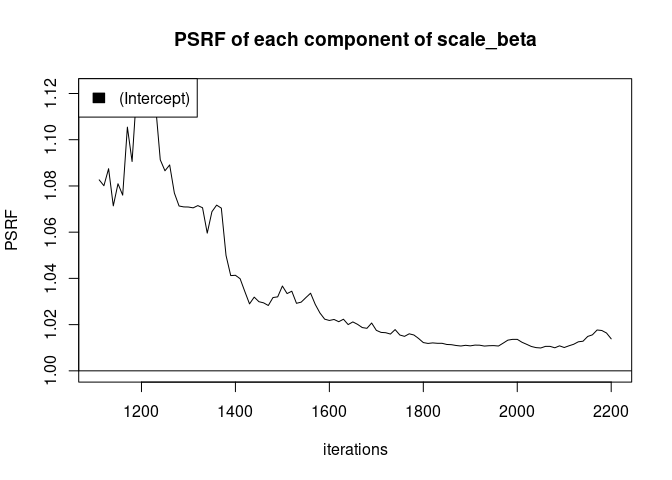 PSRF of each component of scale_beta
(Intercept)
PSRF
1.12
1.10
1.08
1.06
1.04
1.02
1.00
1200 1400 1600 1800 2000 2200
iterations